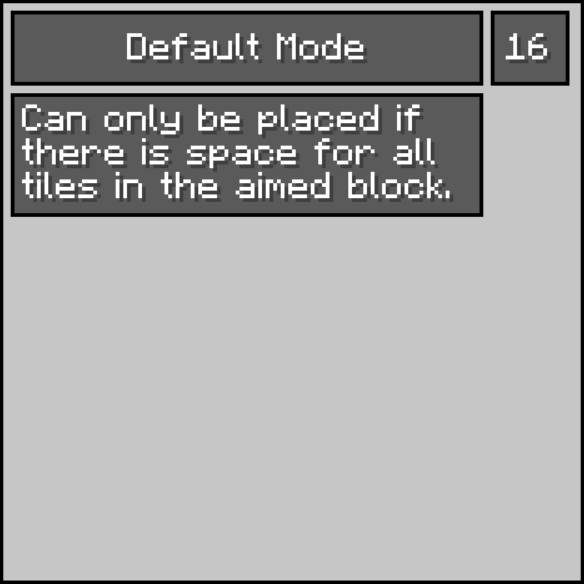 Default Mode
16
Can only be placed if
there is space for all
tiles in the aimed block.